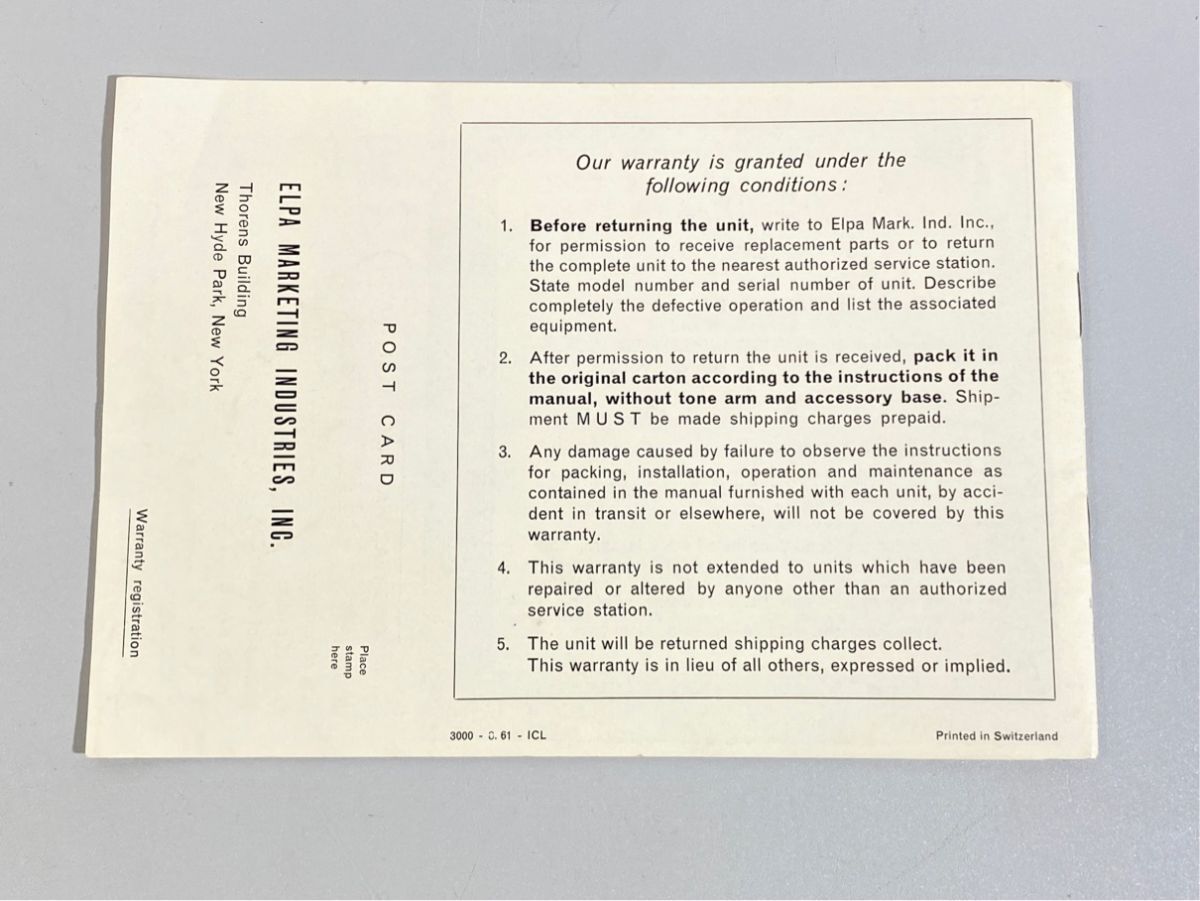 Our warranty is granted under the
following conditions :
1. Before returning the unit, write to Elpa Mark. Ind. Inc.,
for permission to receive replacement parts or to return
the complete unit to the nearest authorized service station.
State model number and serial number of unit. Describe
completely the defective operation and list the associated
equipment.
2. After permission to return the unit is received, pack it in
the original carton according to the instructions of the
manual, without tone arm and accessory base. Ship-
ment MUST be made shipping charges prepaid.
3. Any damage caused by failure to observe the instructions
for packing, installation, operation and maintenance as
contained in the manual furnished with each unit, by acci-
dent in transit or elsewhere, will not be covered by this
warranty.
4. This warranty is not extended to units which have been
repaired or altered by anyone other than an authorized
service station.
5. The unit will be returned shipping charges collect.
This warranty is in lieu of all others, expressed or implied.
3000 - 61 - ICL
Printed in Switzerland
POST CARD
Place
stamp
here
ELPA MARKETING INDUSTRIES, INC.
Thorens Building
New Hyde Park, New York
Warranty registration